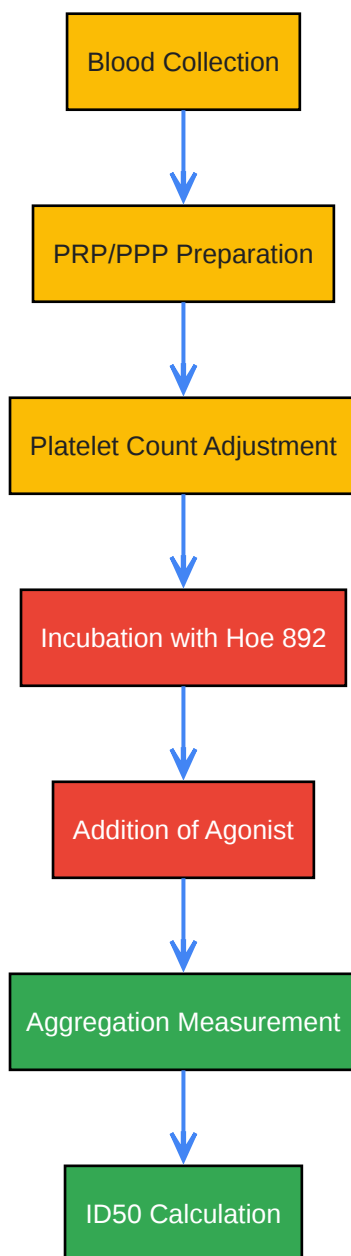 Blood Collection
PRP/PPP Preparation
Platelet Count Adjustment
Incubation with Hoe 892
Addition of Agonist
Aggregation Measurement
ID50 Calculation